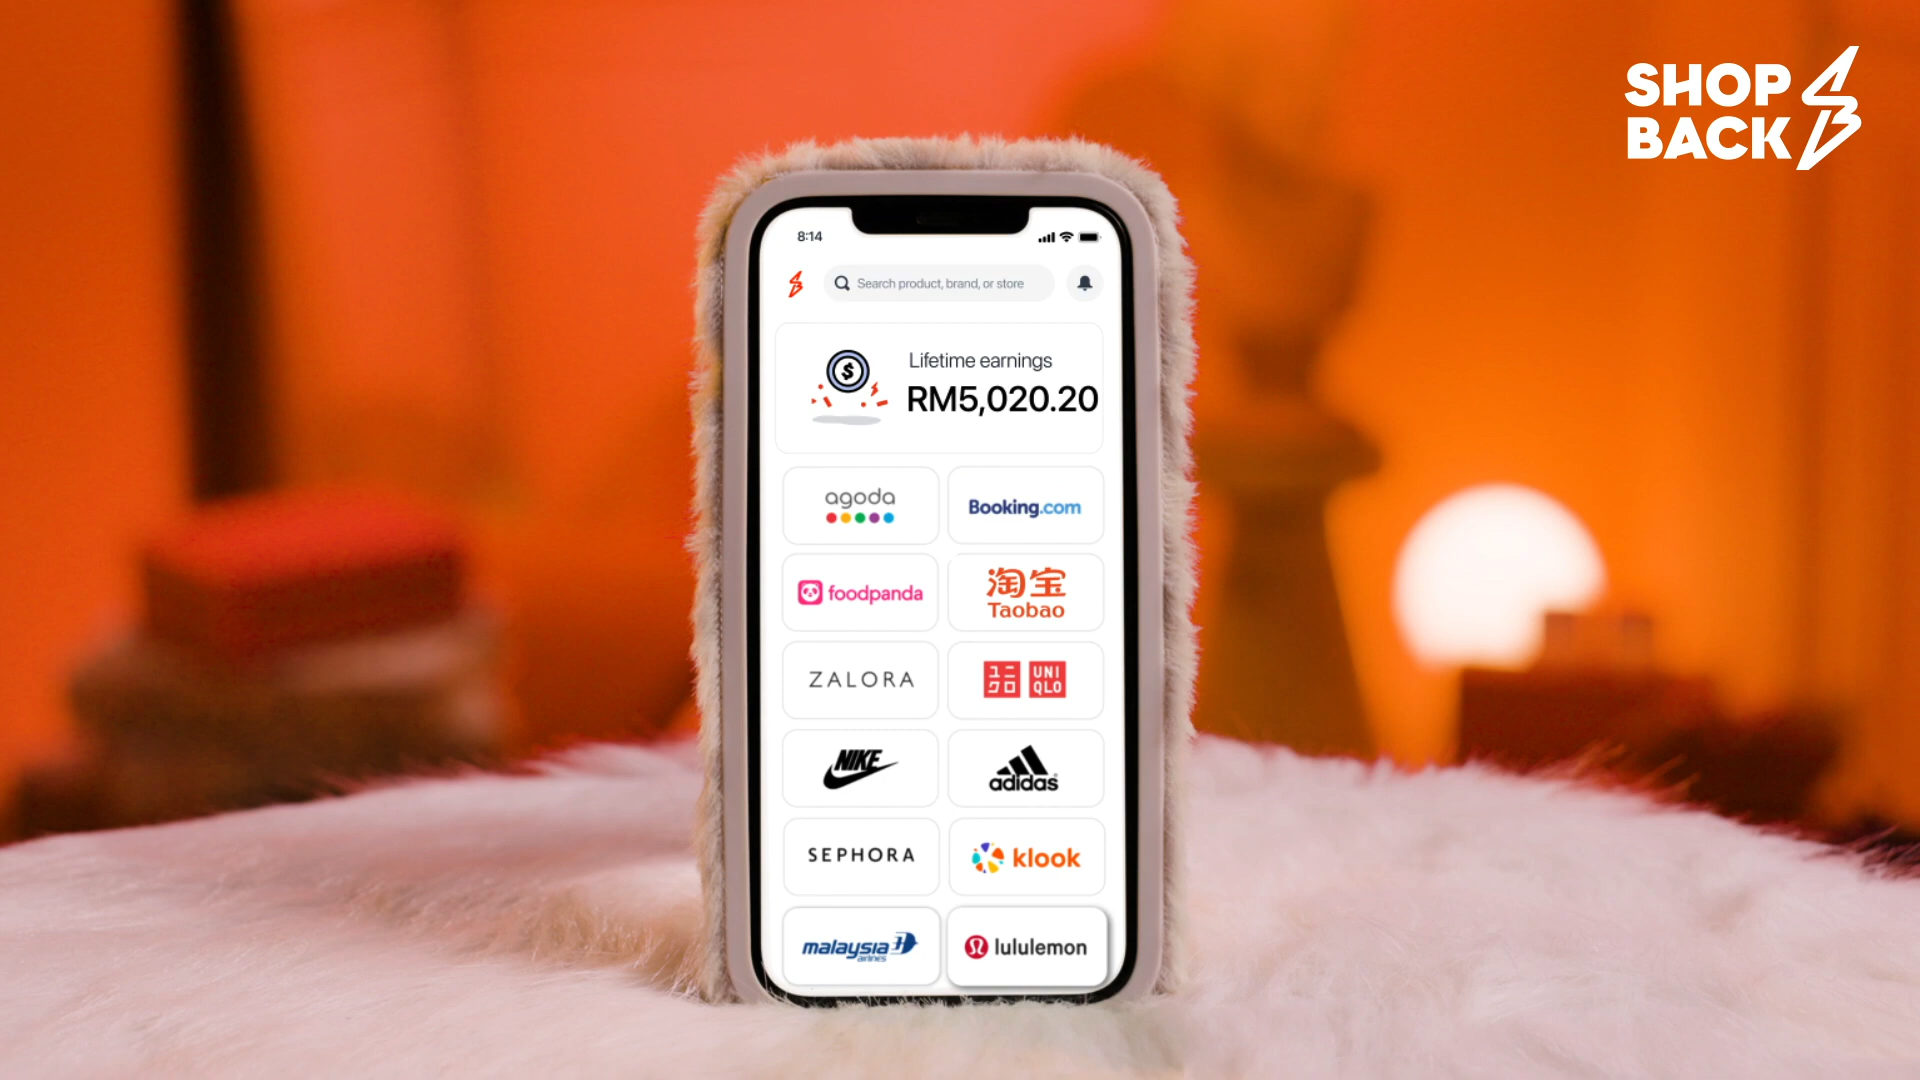 SHOP
BACK
8:14
Search product, brand, or store
Lifetime earnings
RM5,020.20
agoda
Booking.com
foodpanda
淘宝
Taobao
ZALORA
ユニ
クロ
UNI
QLO
NIKE
adidas
SEPHORA
klook
malaysia
airlines
lululemon